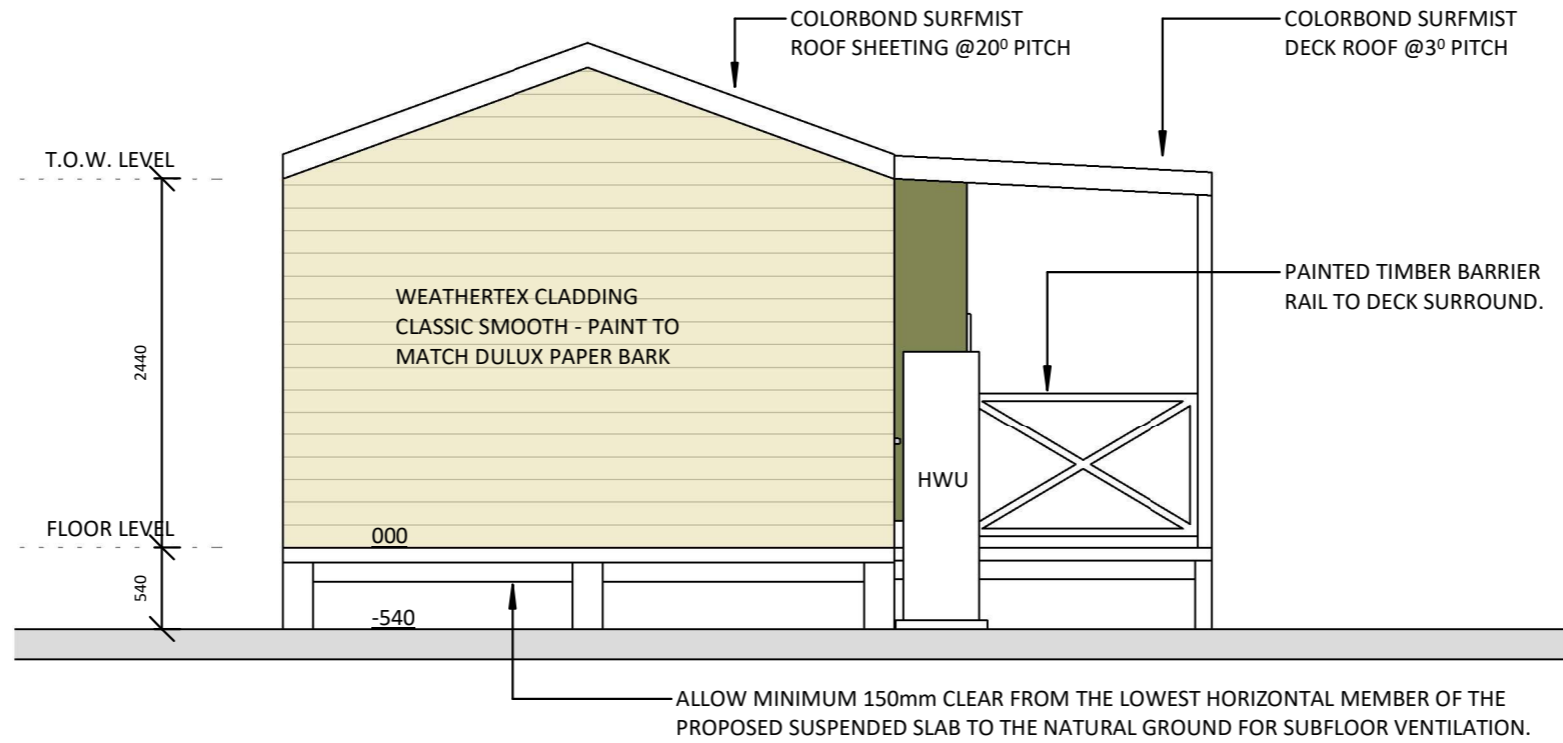 COLORBOND SURFMIST
ROOF SHEETING @20⁰ PITCH
COLORBOND SURFMIST
DECK ROOF @3⁰ PITCH
T.O.W. LEVEL
PAINTED TIMBER BARRIER
RAIL TO DECK SURROUND.
WEATHERTEX CLADDING
CLASSIC SMOOTH - PAINT TO
MATCH DULUX PAPER BARK
2440
HWU
FLOOR LEVEL
000
540
-540
ALLOW MINIMUM 150mm CLEAR FROM THE LOWEST HORIZONTAL MEMBER OF THE
PROPOSED SUSPENDED SLAB TO THE NATURAL GROUND FOR SUBFLOOR VENTILATION.